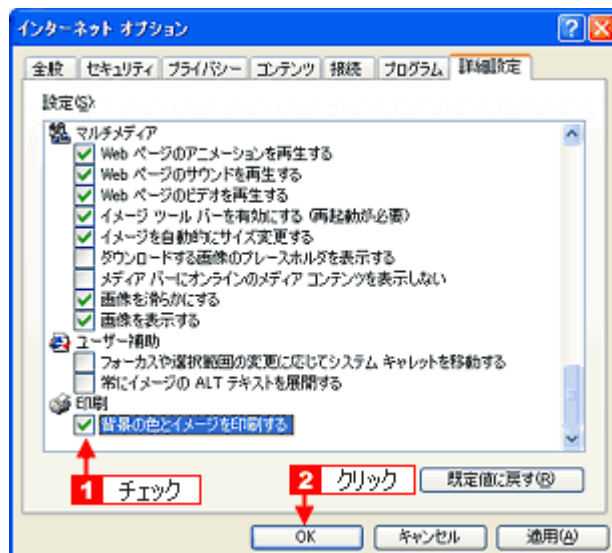 インターネット オプション
全般 セキュリティ プライバシー コンテンツ 接続 プログラム 詳細設定
設定(S):
マルチメディア
Web ページのアニメーションを再生する
Web ページのサウンドを再生する
Web ページのビデオを再生する
イメージ ツール バーを有効にする (再起動が必要)
イメージを自動的にサイズ変更する
ダウンロードする画像のプレースホルダを表示する
メディア バーにオンラインのメディア コンテンツを表示しない
画像を滑らかにする
画像を表示する
ユーザー補助
フォーカスや選択範囲の変更に応じてシステム キャレットを移動する
常にイメージの ALT テキストを展開する
印刷
背景の色とイメージを印刷する
1 チェック
2 クリック
既定値に戻す(R)
OK キャンセル 適用(A)